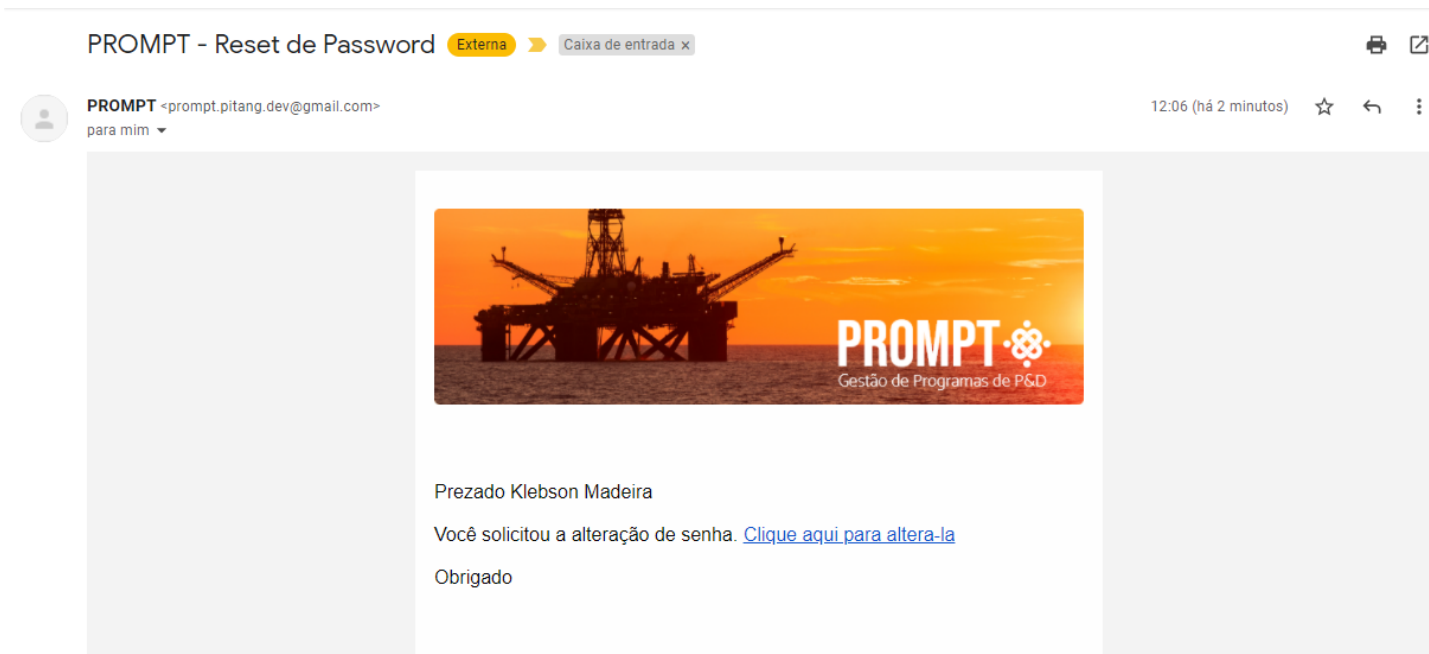 PROMPT - Reset de Password Externa Caixa de entrada x
PROMPT <prompt.pitang.dev@gmail.com> 12:06 (há 2 minutos)
para mim
PROMPT
Gestão de Programas de P&D
Prezado Klebson Madeira
Você solicitou a alteração de senha. Clique aqui para altera-la
Obrigado